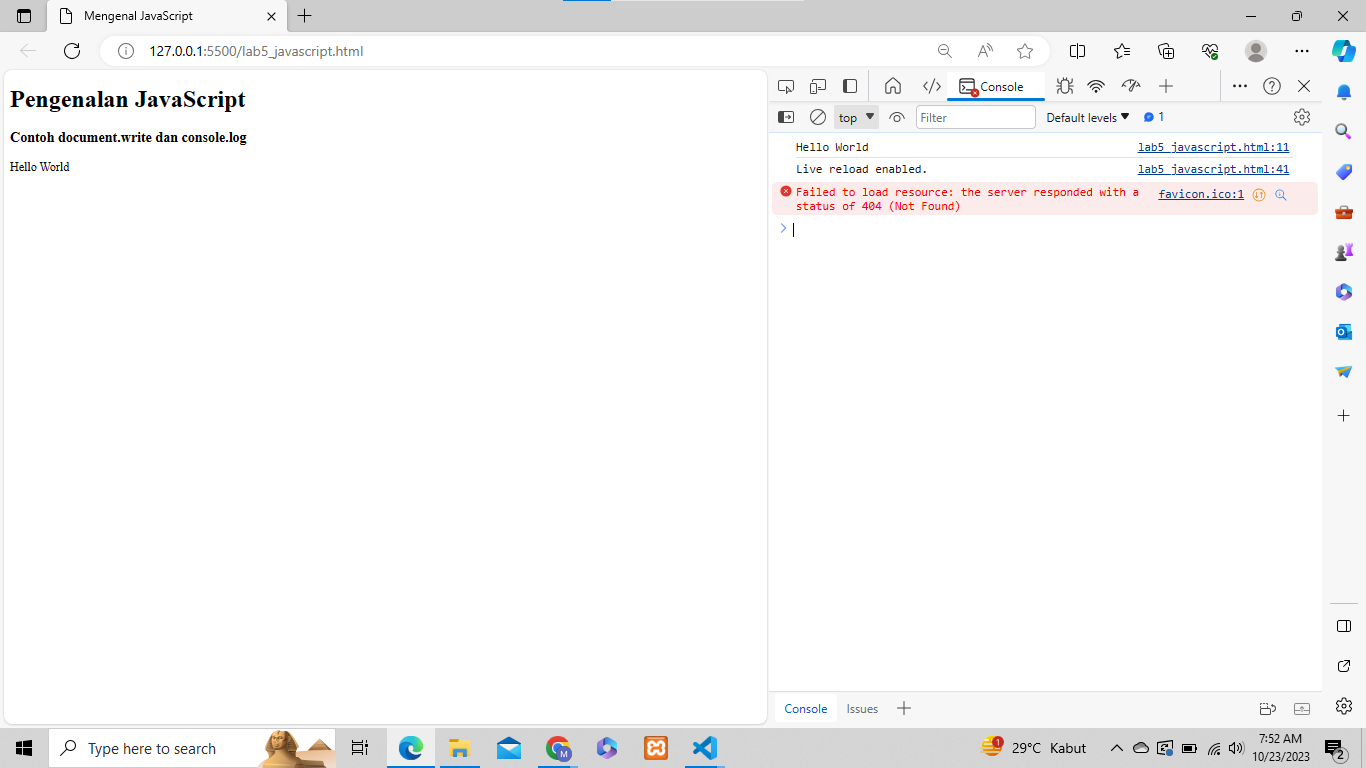 Mengenal JavaScript
127.0.0.1:5500/lab5_javascript.html
Pengenalan JavaScript
Contoh document.write dan console.log
Hello World
Console
top
Filter
Default levels
1
Hello World lab5_javascript.html:11
Live reload enabled. lab5_javascript.html:41
Failed to load resource: the server responded with a favicon.ico:1
status of 404 (Not Found)
Console Issues
Type here to search
M
1
29°C Kabut
7:52 AM
10/23/2023
2